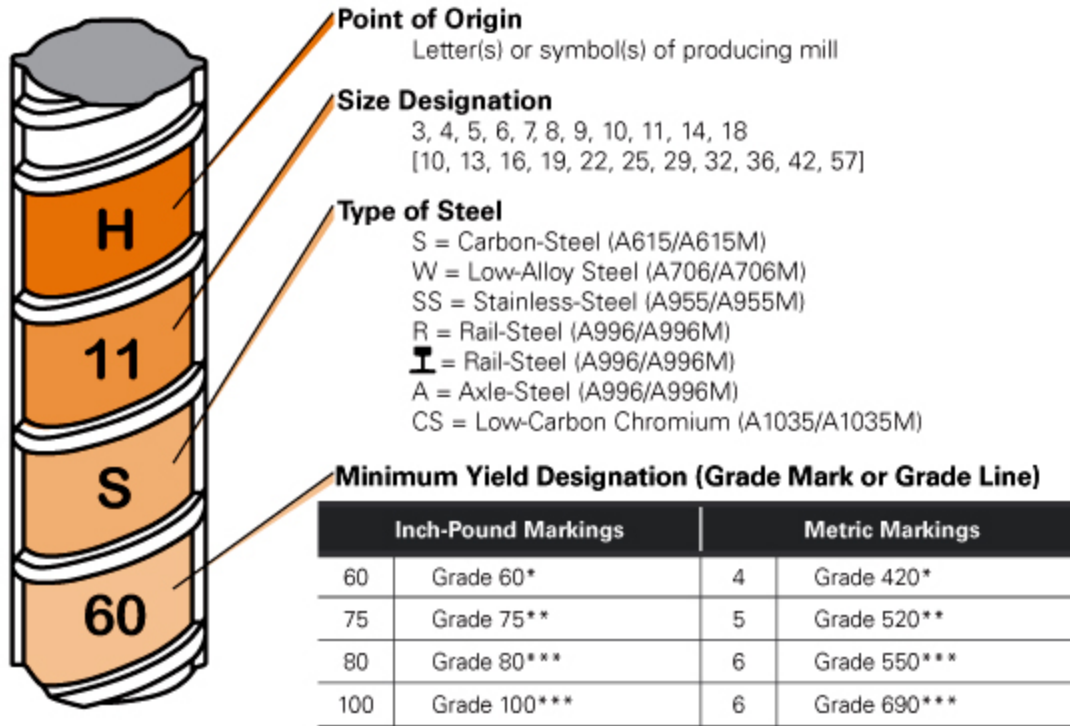 Point of Origin
Letter(s) or symbol(s) of producing mill
Size Designation
3, 4, 5, 6, 7, 8, 9, 10, 11, 14, 18
[10, 13, 16, 19, 22, 25, 29, 32, 36, 42, 57]
Type of Steel
S = Carbon-Steel (A615/A615M)
W = Low-Alloy Steel (A706/A706M)
SS = Stainless-Steel (A955/A955M)
R = Rail-Steel (A996/A996M)
= Rail-Steel (A996/A996M)
A = Axle-Steel (A996/A996M)
CS = Low-Carbon Chromium (A1035/A1035M)
Minimum Yield Designation (Grade Mark or Grade Line)
Inch-Pound Markings Metric Markings
60 Grade 60* 4 Grade 420*
75 Grade 75** 5 Grade 520**
80 Grade 80*** 6 Grade 550***
100 Grade 100*** 6 Grade 690***
H
11
S
60